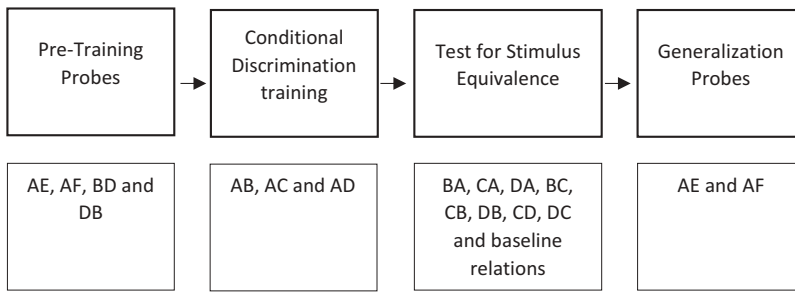 Pre-Training
Probes
Conditional
Discrimination
training
Test for Stimulus
Equivalence
Generalization
Probes
AE, AF, BD and
DB
AB, AC and AD
BA, CA, DA, BC,
CB, DB, CD, DC
and baseline
relations
AE and AF